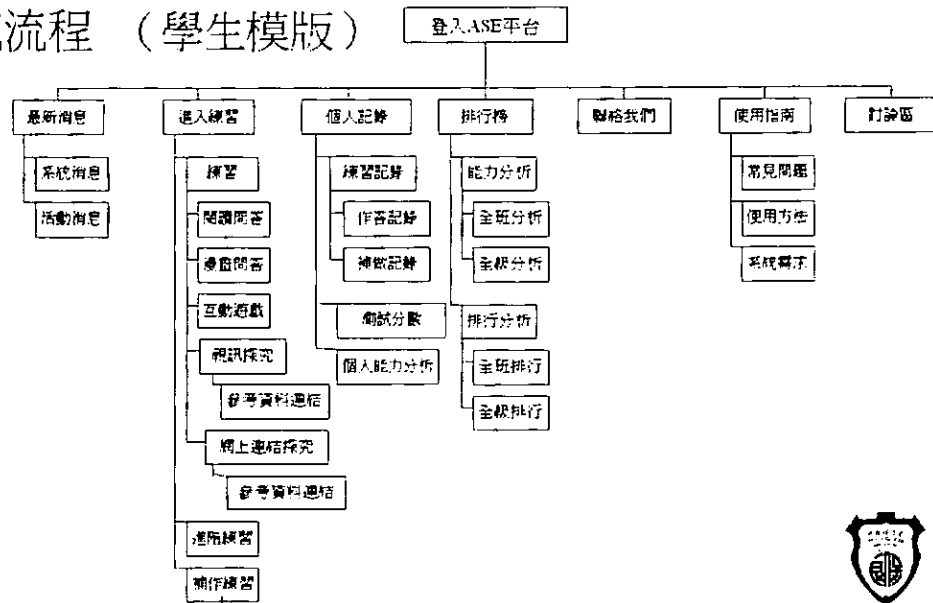 流程 （學生模版）
登入ASE平台
最新消息
進入練習
個人記錄
排行榜
聯絡我們
使用指南
討論區
系統消息
活動消息
練習
閱讀問答
漫畫問答
互動遊戲
視訊探究
參考資料連結
網上連結探究
參考資料連結
進階練習
補作練習
練習記錄
作答記錄
補做記錄
測試分數
個人能力分析
能力分析
全班分析
全級分析
排行分析
全班排行
全級排行
常見問題
使用方法
系統需求